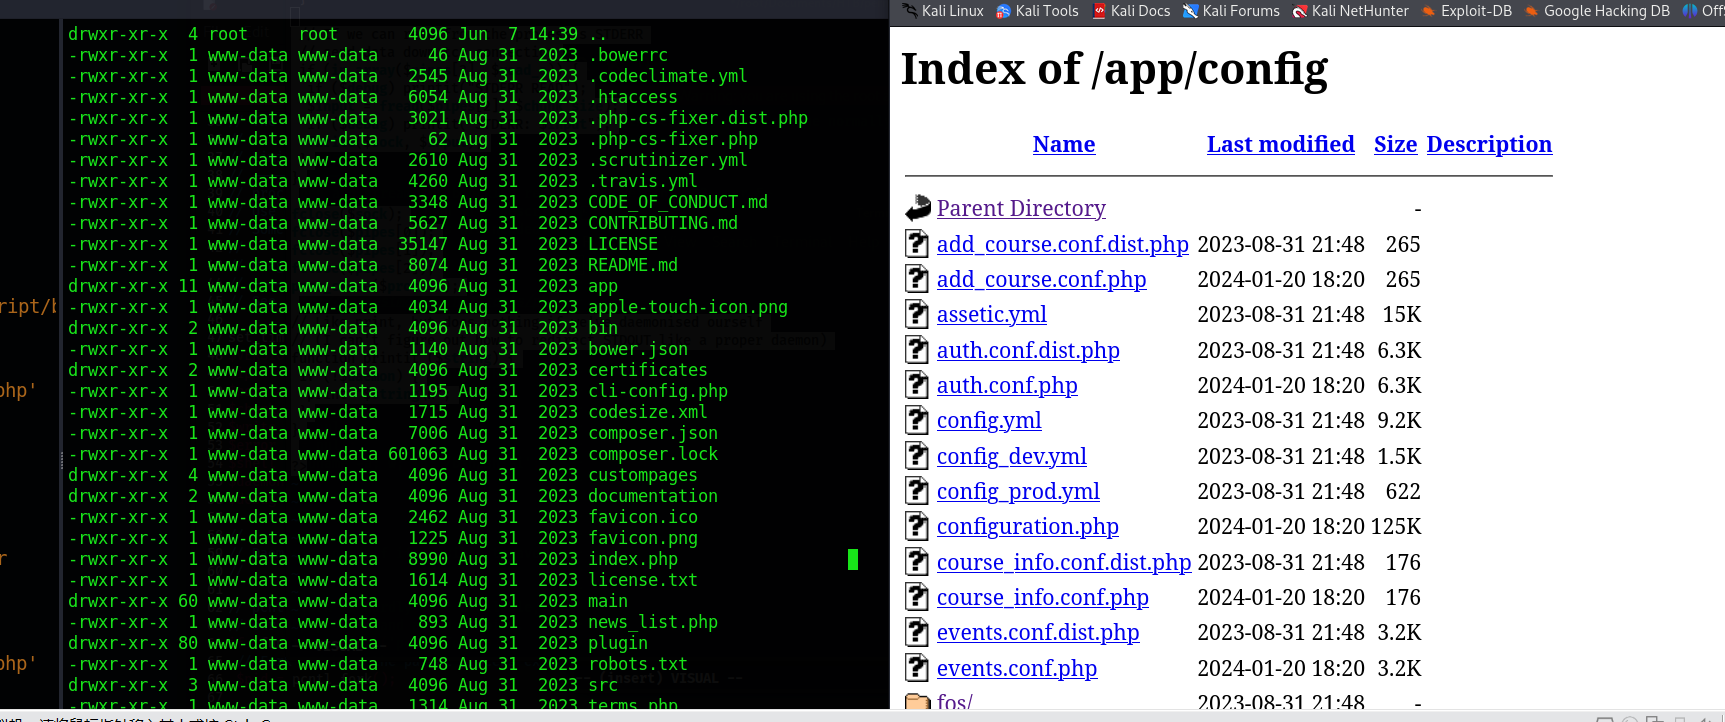 drwxr-xr-x 4 root root 4096 Jun 7 14:39 ..
-rwxr-xr-x 1 www-data www-data 46 Aug 31 2023 .bowerrc
-rwxr-xr-x 1 www-data www-data 2545 Aug 31 2023 .codeclimate.yml
-rwxr-xr-x 1 www-data www-data 6054 Aug 31 2023 .htaccess
-rwxr-xr-x 1 www-data www-data 3021 Aug 31 2023 .php-cs-fixer.dist.php
-rwxr-xr-x 1 www-data www-data 62 Aug 31 2023 .php-cs-fixer.php
-rwxr-xr-x 1 www-data www-data 2610 Aug 31 2023 .scrutinizer.yml
-rwxr-xr-x 1 www-data www-data 4260 Aug 31 2023 .travis.yml
-rwxr-xr-x 1 www-data www-data 3348 Aug 31 2023 CODE_OF_CONDUCT.md
-rwxr-xr-x 1 www-data www-data 5627 Aug 31 2023 CONTRIBUTING.md
-rwxr-xr-x 1 www-data www-data 35147 Aug 31 2023 LICENSE
-rwxr-xr-x 1 www-data www-data 8074 Aug 31 2023 README.md
drwxr-xr-x 11 www-data www-data 4096 Aug 31 2023 app
-rwxr-xr-x 1 www-data www-data 4034 Aug 31 2023 apple-touch-icon.png
drwxr-xr-x 2 www-data www-data 4096 Aug 31 2023 bin
-rwxr-xr-x 1 www-data www-data 1140 Aug 31 2023 bower.json
drwxr-xr-x 2 www-data www-data 4096 Aug 31 2023 certificates
-rwxr-xr-x 1 www-data www-data 1195 Aug 31 2023 cli-config.php
-rwxr-xr-x 1 www-data www-data 1715 Aug 31 2023 codesize.xml
-rwxr-xr-x 1 www-data www-data 7006 Aug 31 2023 composer.json
-rwxr-xr-x 1 www-data www-data 601063 Aug 31 2023 composer.lock
drwxr-xr-x 4 www-data www-data 4096 Aug 31 2023 custompages
drwxr-xr-x 2 www-data www-data 4096 Aug 31 2023 documentation
-rwxr-xr-x 1 www-data www-data 2462 Aug 31 2023 favicon.ico
-rwxr-xr-x 1 www-data www-data 1225 Aug 31 2023 favicon.png
-rwxr-xr-x 1 www-data www-data 8990 Aug 31 2023 index.php
-rwxr-xr-x 1 www-data www-data 1614 Aug 31 2023 license.txt
drwxr-xr-x 60 www-data www-data 4096 Aug 31 2023 main
-rwxr-xr-x 1 www-data www-data 893 Aug 31 2023 news_list.php
drwxr-xr-x 80 www-data www-data 4096 Aug 31 2023 plugin
-rwxr-xr-x 1 www-data www-data 748 Aug 31 2023 robots.txt
drwxr-xr-x 3 www-data www-data 4096 Aug 31 2023 src
-rwxr-xr-x 1 www-data www-data 1314 Aug 31 2023 terms.php
Kali Linux Kali Tools Kali Docs Kali Forums Kali NetHunter Exploit-DB Google Hacking DB
Index of /app/config
Name Last modified Size Description
Parent Directory -
add_course.conf.dist.php 2023-08-31 21:48 265
add_course.conf.php 2024-01-20 18:20 265
assetic.yml 2023-08-31 21:48 15K
auth.conf.dist.php 2023-08-31 21:48 6.3K
auth.conf.php 2024-01-20 18:20 6.3K
config.yml 2023-08-31 21:48 9.2K
config_dev.yml 2023-08-31 21:48 1.5K
config_prod.yml 2023-08-31 21:48 622
configuration.php 2024-01-20 18:20 125K
course_info.conf.dist.php 2023-08-31 21:48 176
course_info.conf.php 2024-01-20 18:20 176
events.conf.dist.php 2023-08-31 21:48 3.2K
events.conf.php 2024-01-20 18:20 3.2K
fos/ 2023-08-31 21:48 -